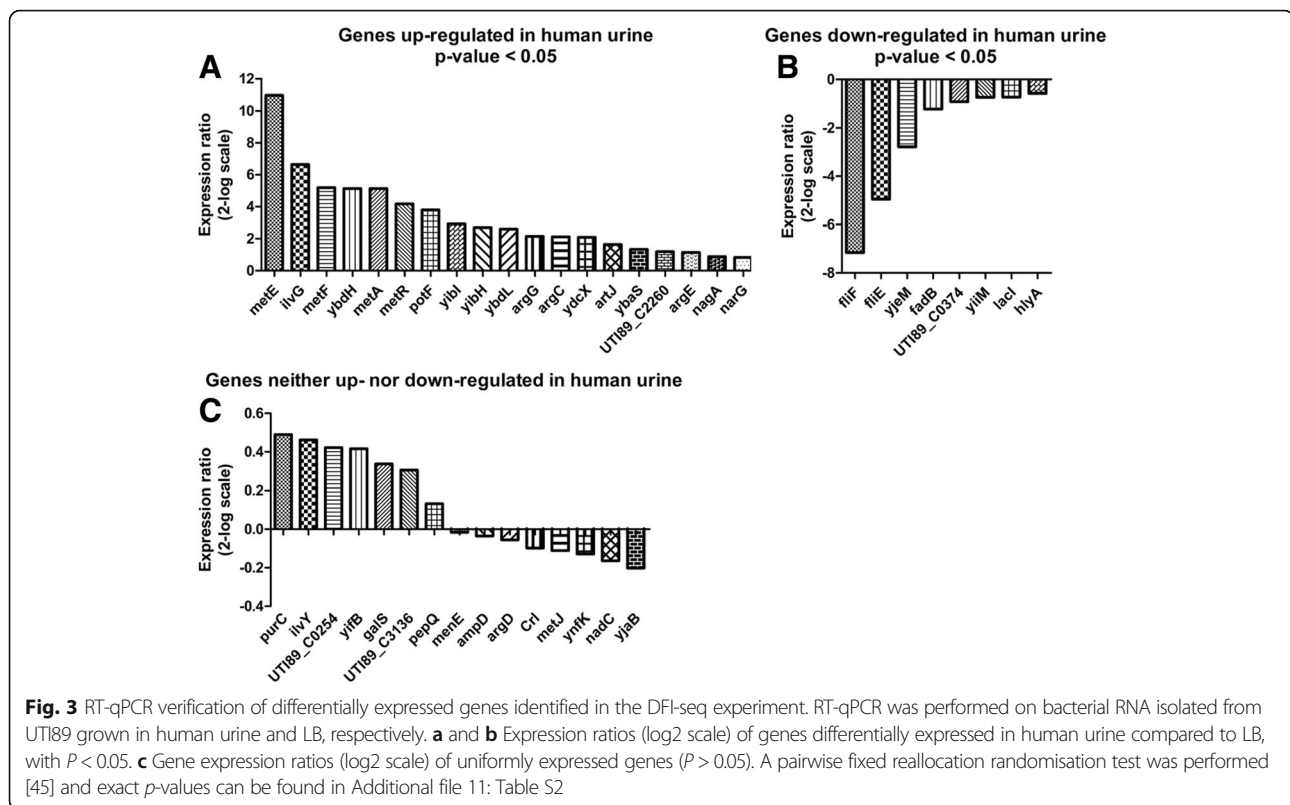 Genes up-regulated in human urine
p-value < 0.05
A
Expression ratio
(2-log scale)
12
10
8
6
4
2
0
metE
ilvG
metF
ybdH
metA
metR
potF
yibI
yibH
ybdL
argG
argC
ydcX
artJ
ybaS
UTI89_C2260
argE
nagA
narG
Genes down-regulated in human urine
p-value < 0.05
B
Expression ratio
(2-log scale)
0
-2
-4
-6
-8
fliF
fliE
yjeM
fadB
UTI89_C0374
yiiM
lacI
hlyA
Genes neither up- nor down-regulated in human urine
C
Expression ratio
(2-log scale)
0.6
0.4
0.2
0.0
-0.2
-0.4
purC
ilvY
UTI89_C0254
yifB
galS
UTI89_C3136
pepQ
menE
ampD
argD
Crl
metJ
ynfK
nadC
yjaB
Fig. 3 RT-qPCR verification of differentially expressed genes identified in the DFI-seq experiment. RT-qPCR was performed on bacterial RNA isolated from
UTI89 grown in human urine and LB, respectively. a and b Expression ratios (log2 scale) of genes differentially expressed in human urine compared to LB,
with P < 0.05. c Gene expression ratios (log2 scale) of uniformly expressed genes (P > 0.05). A pairwise fixed reallocation randomisation test was performed
[45] and exact p-values can be found in Additional file 11: Table S2